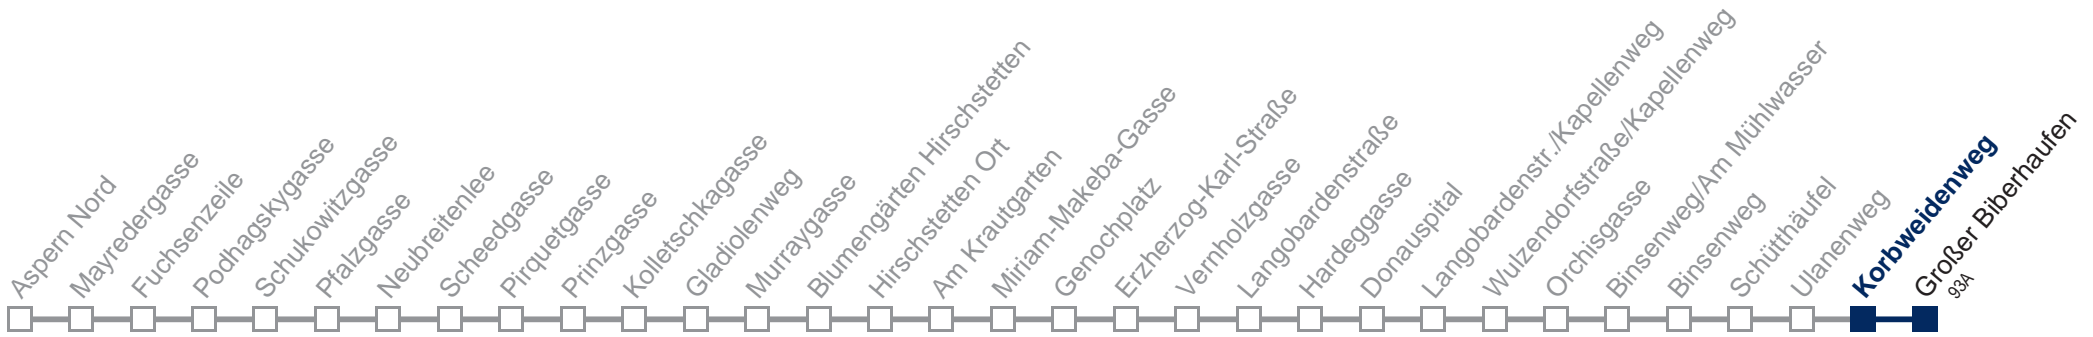 Aspern Nord
Mayredergasse
Fuchsenzeile
Podhagskygasse
Schukowitzgasse
Pfalzgasse
Neubreitenlee
Scheedgasse
Pirquetgasse
Prinzgasse
Kolletschkagasse
Gladiolenweg
Murraygasse
Blumengärten Hirschstetten
Hirschstetten Ort
Am Krautgarten
Miriam-Makeba-Gasse
Genochplatz
Erzherzog-Karl-Straße
Vernholzgasse
Langobardenstraße
Hardeggasse
Donauspital
Langobardenstr./Kapellenweg
Wulzendorfstraße/Kapellenweg
Orchisgasse
Binsenweg/Am Mühlwasser
Binsenweg
Schütthäufel
Ulanenweg
Korbweidenweg
Großer Biberhaufen
93A